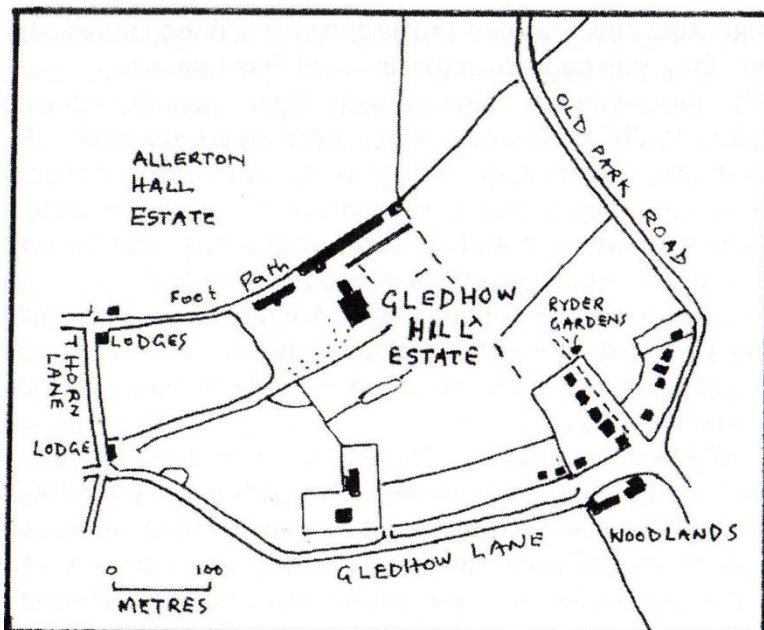 ALLERTON
HALL
ESTATE
OLD PARK ROAD
Foot Path
GLEDHOW
HILL
ESTATE
RYDER
GARDENS
LODGES
THORN
LANE
LODGE
WOODLANDS
GLEDHOW LANE
100
METRES